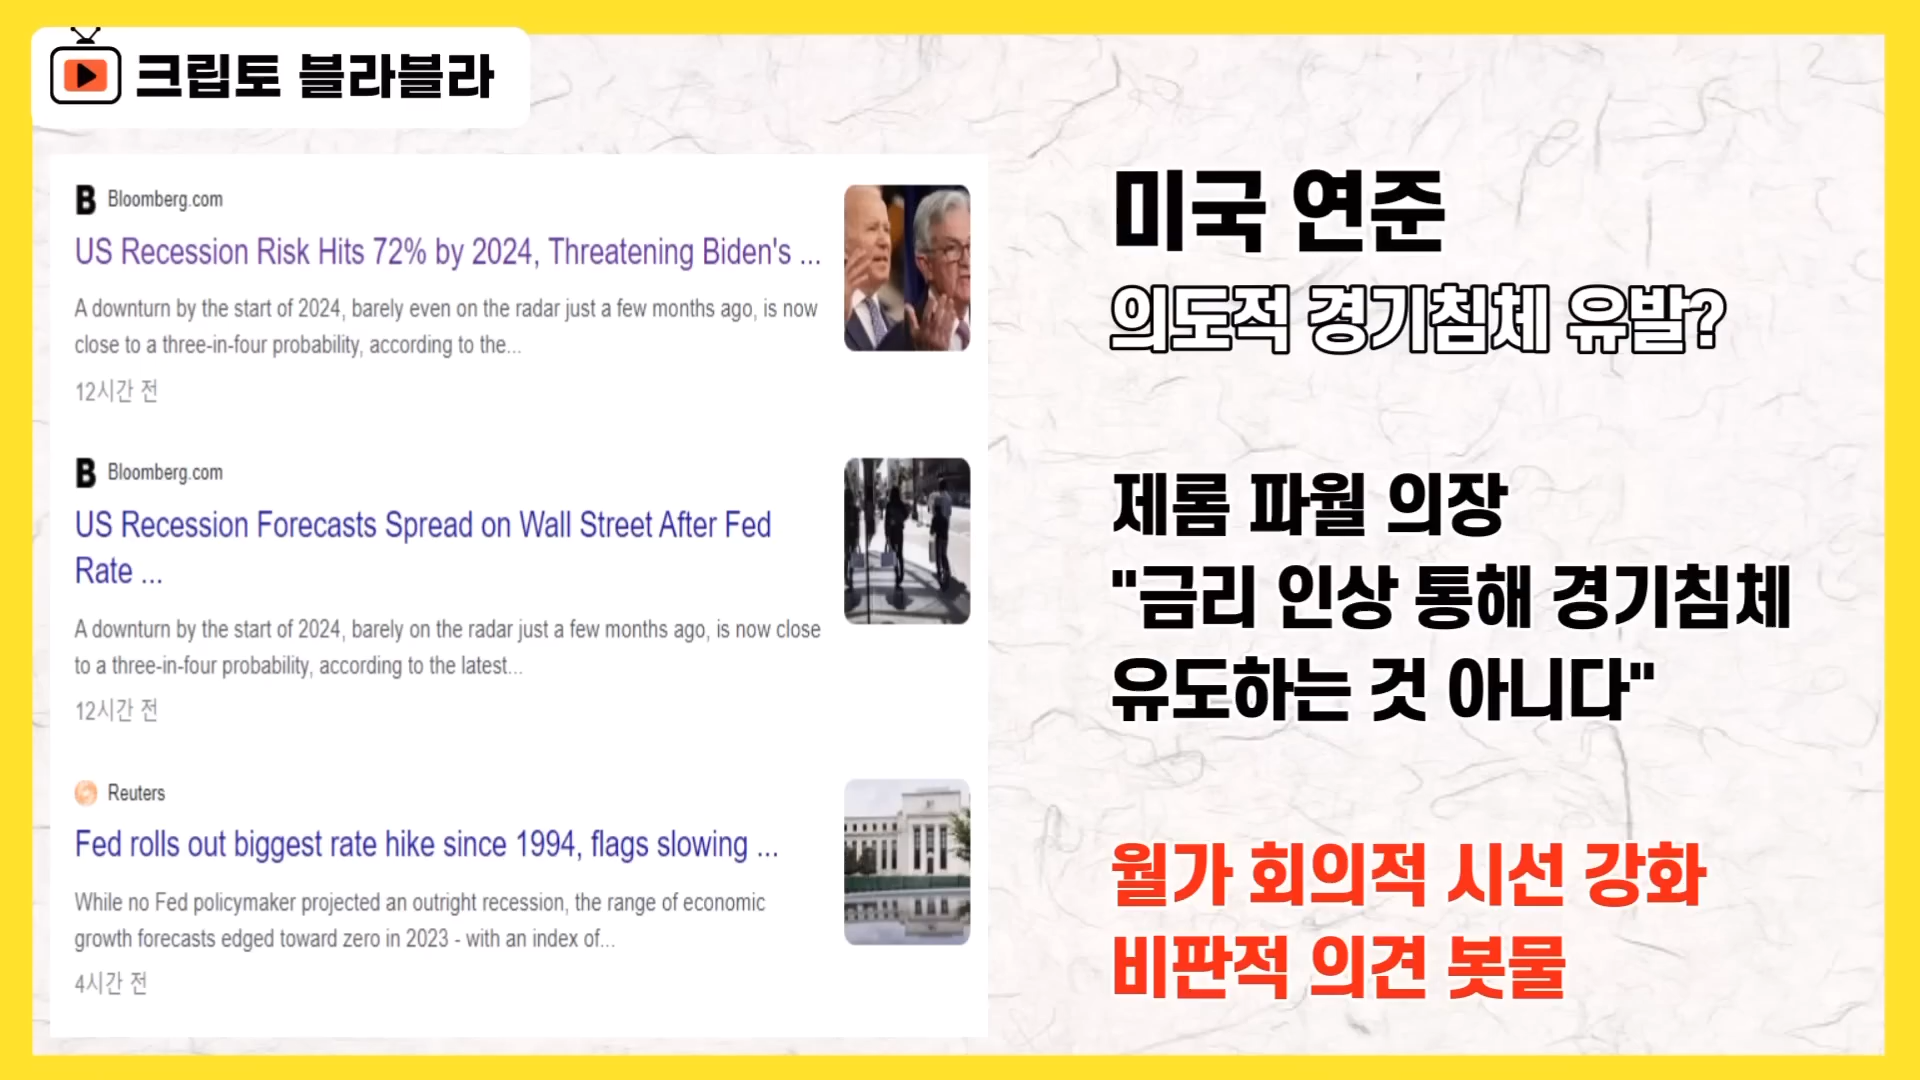 크립토 블라블라
Bloomberg.com
US Recession Risk Hits 72% by 2024, Threatening Biden's ...
A downturn by the start of 2024, barely even on the radar just a few months ago, is now
close to a three-in-four probability, according to the...
12시간 전
Bloomberg.com
US Recession Forecasts Spread on Wall Street After Fed
Rate ...
A downturn by the start of 2024, barely on the radar just a few months ago, is now close
to a three-in-four probability, according to the latest...
12시간 전
Reuters
Fed rolls out biggest rate hike since 1994, flags slowing ...
While no Fed policymaker projected an outright recession, the range of economic
growth forecasts edged toward zero in 2023 - with an index of...
4시간 전
미국 연준
의도적 경기침체 유발?
제롬 파월 의장
"금리 인상 통해 경기침체
유도하는 것 아니다"
월가 회의적 시선 강화
비판적 의견 봇물